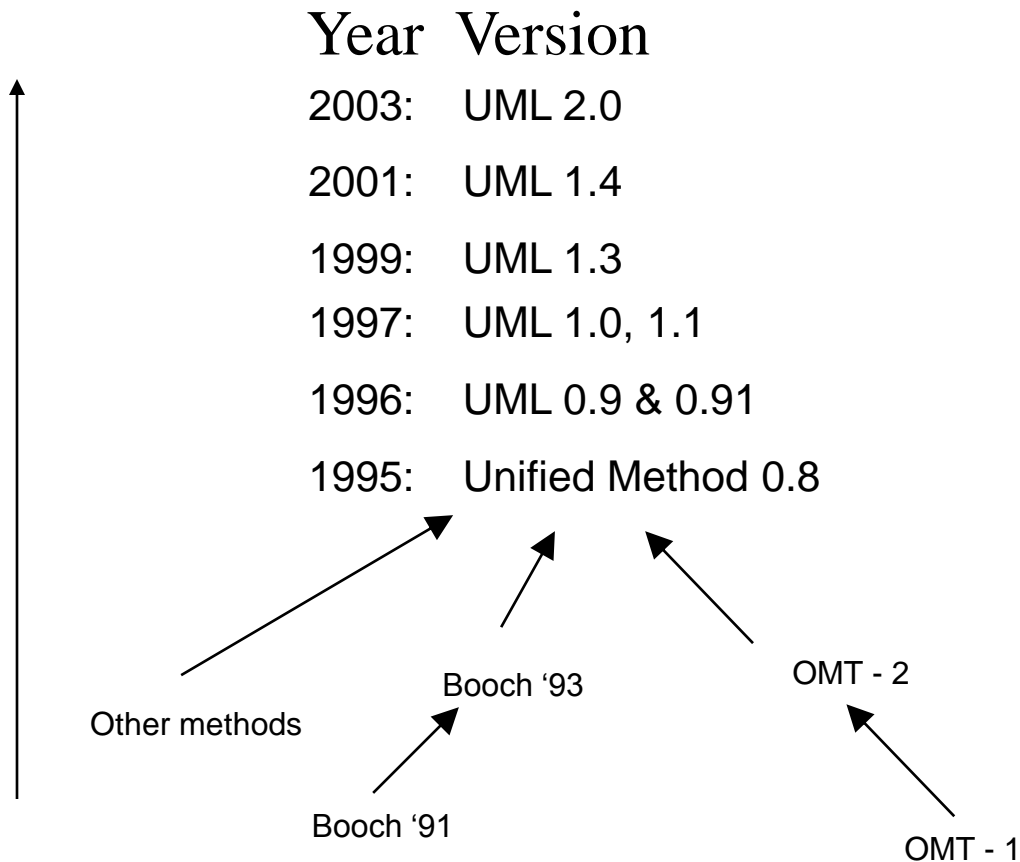 Year Version
2003: UML 2.0
2001: UML 1.4
1999: UML 1.3
1997: UML 1.0, 1.1
1996: UML 0.9 & 0.91
1995: Unified Method 0.8
Other methods
Booch ‘93
OMT - 2
Booch ‘91
OMT - 1